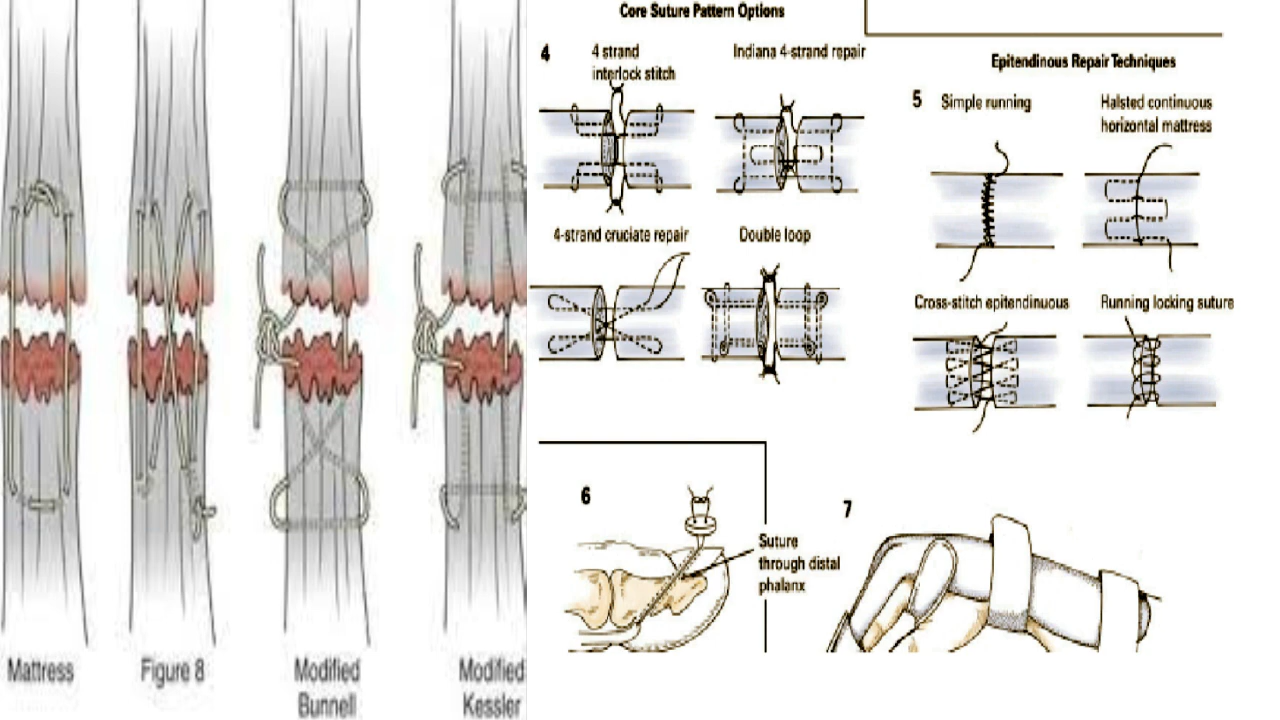 Mattress
Figure 8
Modified
Bunnell
Modified
Kessler
Core Suture Pattern Options
4
4 strand
interlock stitch
Indiana 4-strand repair
4-strand cruciate repair
Double loop
Epitendinous Repair Techniques
5
Simple running
Halsted continuous
horizontal mattress
Cross-stitch epitendinuous
Running locking suture
6
Suture
through distal
phalanx
7